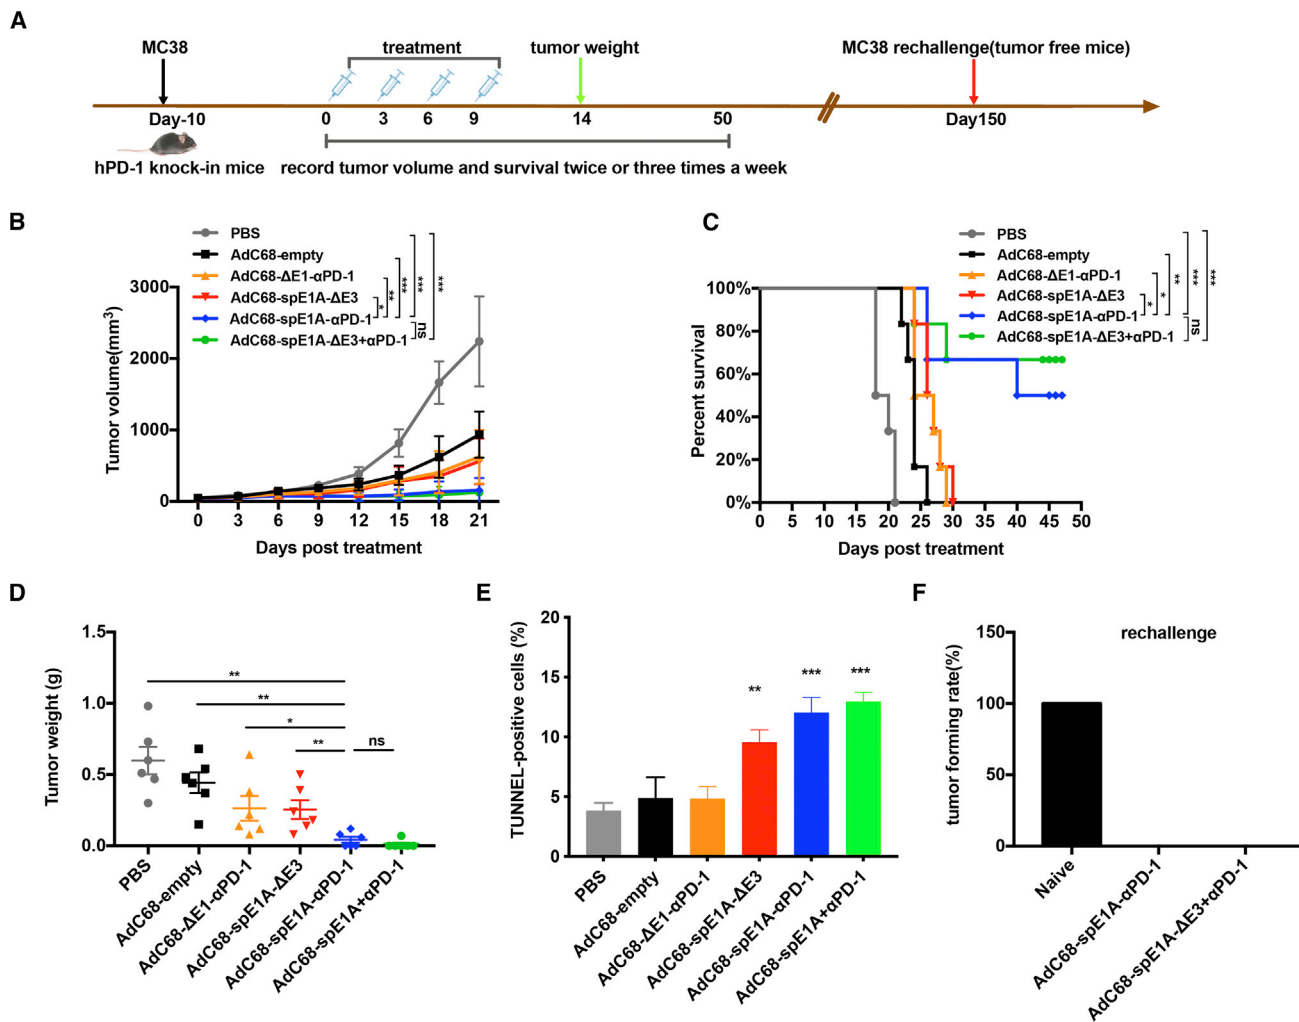 A
MC38
treatment
tumor weight
MC38 rechallenge(tumor free mice)
Day-10
0
3
6
9
14
50
Day150
hPD-1 knock-in mice
record tumor volume and survival twice or three times a week
B
PBS
AdC68-empty
AdC68-ΔE1-αPD-1
AdC68-spE1A-ΔE3
AdC68-spE1A-αPD-1
AdC68-spE1A-ΔE3+αPD-1
*
**
***
***
***
ns
Tumor volume(mm³)
3000
2000
1000
0
0 3 6 9 12 15 18 21
Days post treatment
C
PBS
AdC68-empty
AdC68-ΔE1-αPD-1
AdC68-spE1A-ΔE3
AdC68-spE1A-αPD-1
AdC68-spE1A-ΔE3+αPD-1
*
*
**
***
***
ns
Percent survival
100%
80%
60%
40%
20%
0%
0 5 10 15 20 25 30 35 40 45 50
Days post treatment
D
Tumor weight (g)
1.5
1.0
0.5
0.0
**
**
*
**
ns
PBS
AdC68-empty
AdC68-ΔE1-αPD-1
AdC68-spE1A-ΔE3
AdC68-spE1A-αPD-1
AdC68-spE1A+αPD-1
E
TUNNEL-positive cells (%)
20
15
10
5
0
**
***
***
PBS
AdC68-empty
AdC68-ΔE1-αPD-1
AdC68-spE1A-ΔE3
AdC68-spE1A-αPD-1
AdC68-spE1A+αPD-1
F
rechallenge
tumor forming rate(%)
150
100
50
0
Naive
AdC68-spE1A-αPD-1
AdC68-spE1A-ΔE3+αPD-1